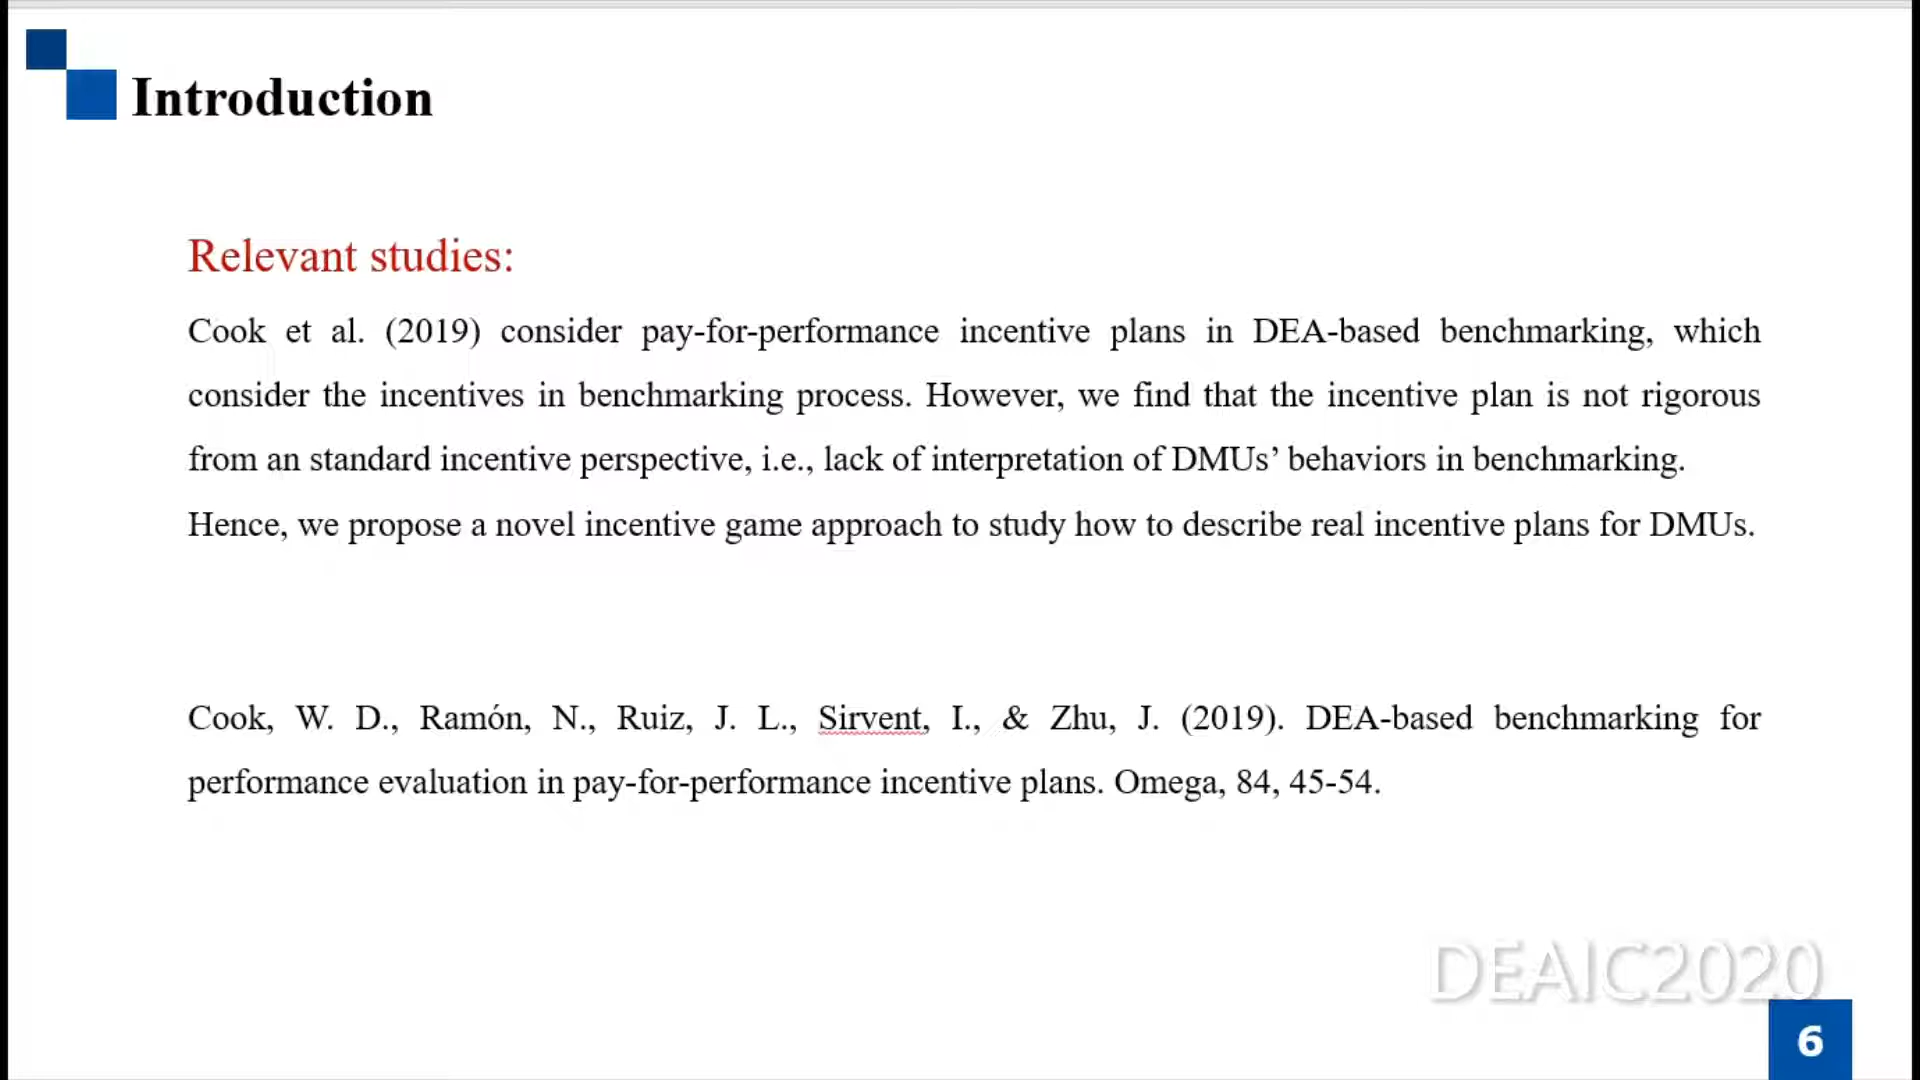 Introduction
Relevant studies:
Cook et al. (2019) consider pay-for-performance incentive plans in DEA-based benchmarking, which
consider the incentives in benchmarking process. However, we find that the incentive plan is not rigorous
from an standard incentive perspective, i.e., lack of interpretation of DMUs’ behaviors in benchmarking.
Hence, we propose a novel incentive game approach to study how to describe real incentive plans for DMUs.
Cook, W. D., Ramón, N., Ruiz, J. L., Sirvent, I., & Zhu, J. (2019). DEA-based benchmarking for
performance evaluation in pay-for-performance incentive plans. Omega, 84, 45-54.
DEAIC2020
6